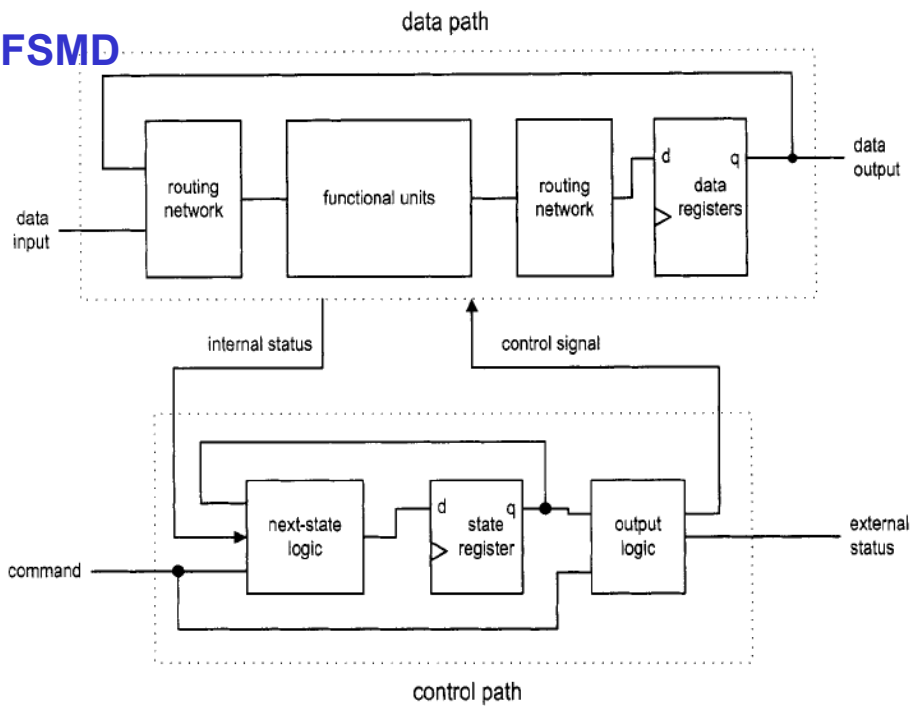 data path
FSMD
routing
network
functional units
routing
network
d
q
data
registers
data
output
data
input
internal status
control signal
next-state
logic
d
q
state
register
output
logic
external
status
command
control path